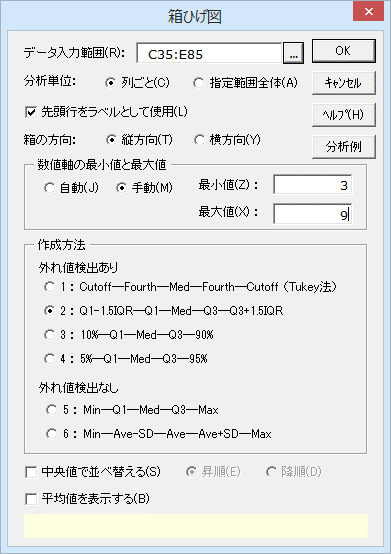 箱ひげ図
データ入力範囲(R): C35:E85 ... OK
分析単位: 列ごと(C) 指定範囲全体(A) キャンセル
先頭行をラベルとして使用(L) ヘルプ(H)
箱の方向: 縦方向(T) 横方向(Y) 分析例
数値軸の最小値と最大値
自動(J) 手動(M) 最小値(Z): 3
最大値(X): 9
作成方法
外れ値検出あり
1:Cutoff―Fourth―Med―Fourth―Cutoff (Tukey法)
2:Q1-1.5IQR―Q1―Med―Q3―Q3+1.5IQR
3:10%―Q1―Med―Q3―90%
4:5%―Q1―Med―Q3―95%
外れ値検出なし
5:Min―Q1―Med―Q3―Max
6:Min―Ave-SD―Ave―Ave+SD―Max
中央値で並べ替える(S) 昇順(E) 降順(D)
平均値を表示する(B)